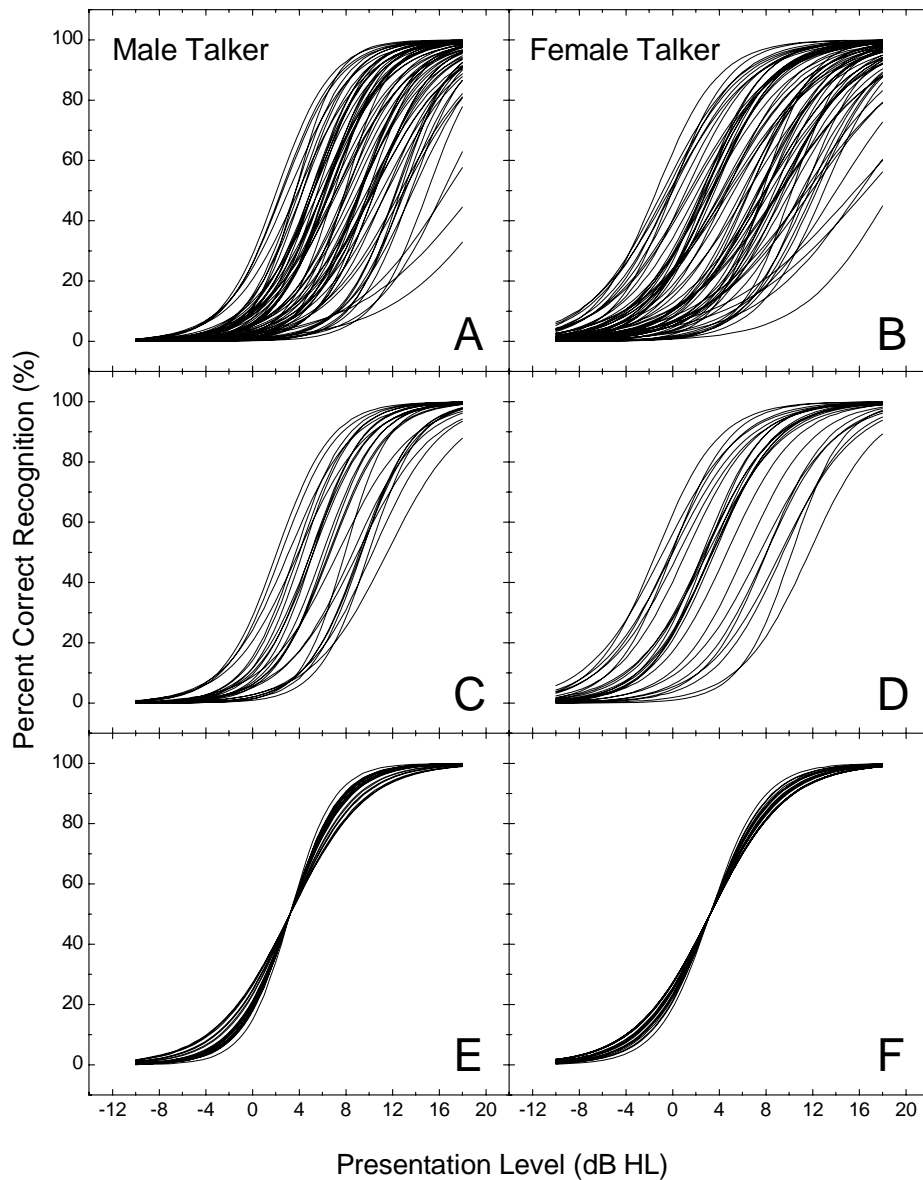 Male Talker
Female Talker
100
80
60
40
20
0
A
B
100
80
60
40
20
0
C
D
100
80
60
40
20
0
E
F
-12 -8 -4 0 4 8 12 16 20
-12 -8 -4 0 4 8 12 16 20
Percent Correct Recognition (%)
Presentation Level (dB HL)